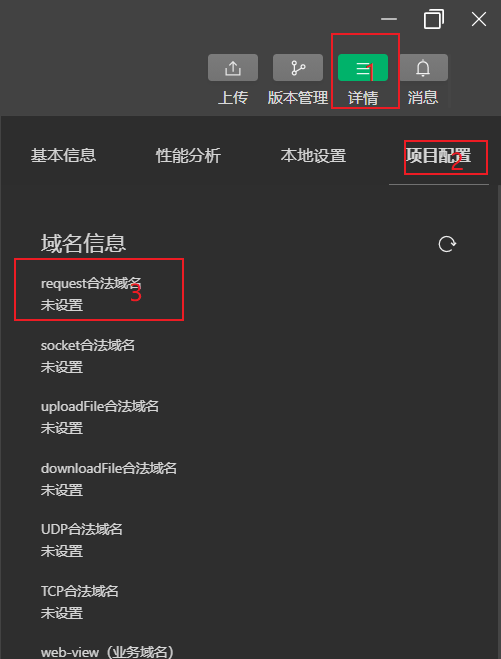 上传 版本管理 详情 消息
1
基本信息 性能分析 本地设置 项目配置
2
域名信息
request合法域名
3
未设置
socket合法域名
未设置
uploadFile合法域名
未设置
downloadFile合法域名
未设置
UDP合法域名
未设置
TCP合法域名
未设置
web-view（业务域名）